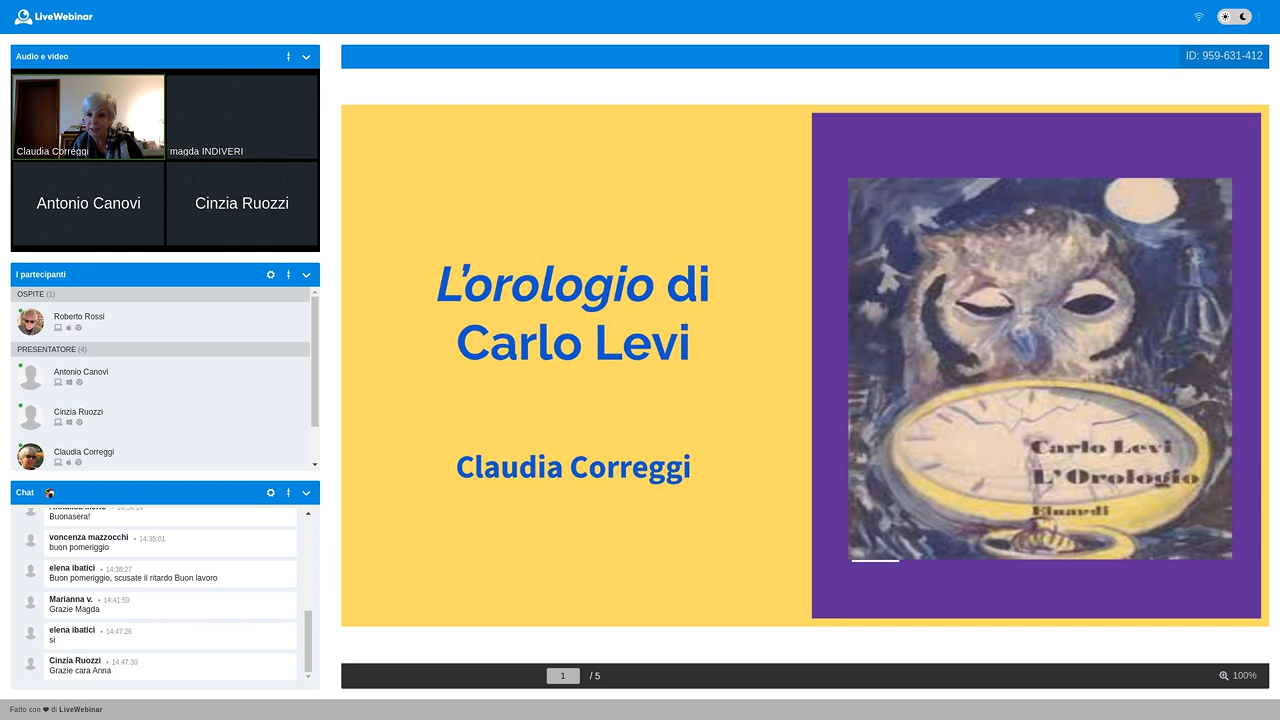 LiveWebinar
Audio e video
Claudia Correggi
magda INDIVERI
Antonio Canovi
Cinzia Ruozzi
I partecipanti
OSPITE (1)
Roberto Rossi
PRESENTATORE (4)
Antonio Canovi
Cinzia Ruozzi
Claudia Correggi
Chat
Buonasera!
voncenza mazzocchi • 14:35:01
buon pomeriggio
elena ibatici • 14:38:27
Buon pomeriggio, scusate il ritardo Buon lavoro
Marianna v. • 14:41:59
Grazie Magda
elena ibatici • 14:47:26
si
Cinzia Ruozzi • 14:47:30
Grazie cara Anna
ID: 959-631-412
L'orologio di
Carlo Levi
Claudia Correggi
Carlo Levi
L'Orologio
Einaudi
1 / 5
100%
Fatto con ❤ di LiveWebinar